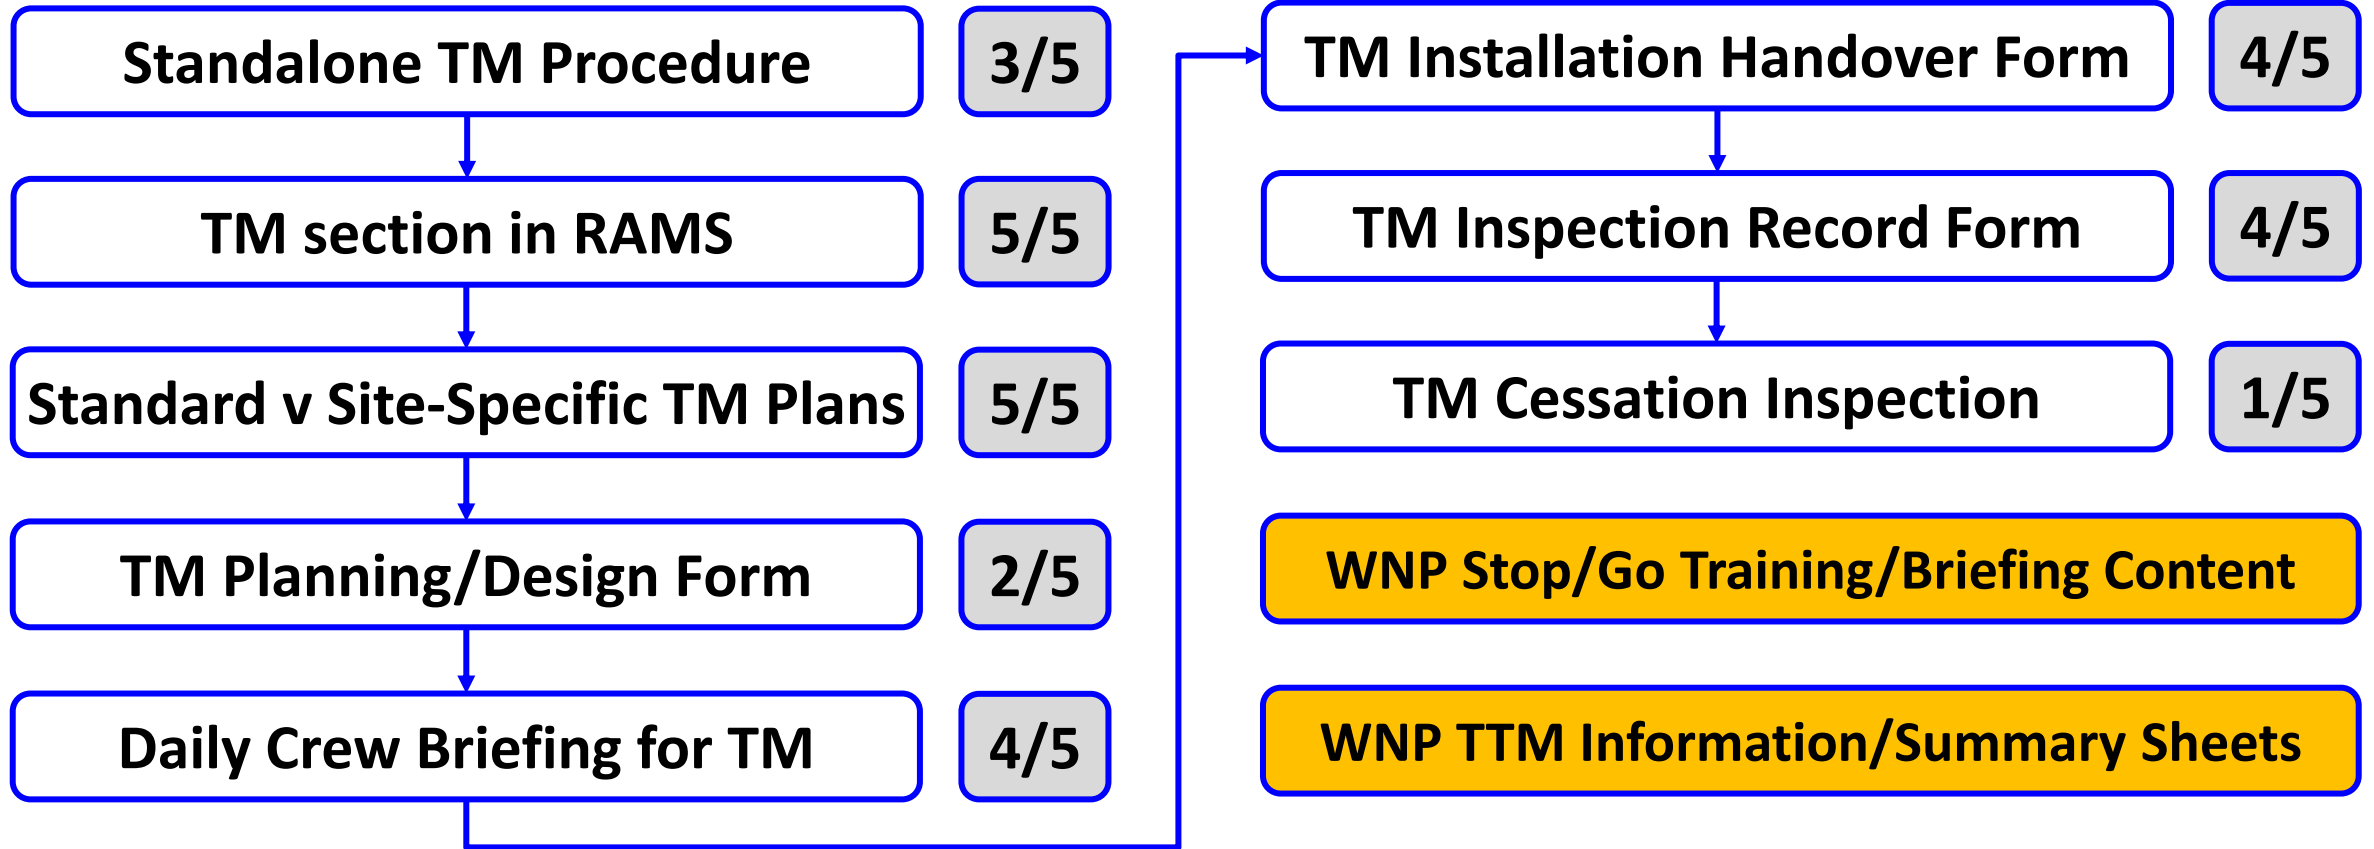 Standalone TM Procedure
3/5
TM section in RAMS
5/5
Standard v Site-Specific TM Plans
5/5
TM Planning/Design Form
2/5
Daily Crew Briefing for TM
4/5
TM Installation Handover Form
4/5
TM Inspection Record Form
4/5
TM Cessation Inspection
1/5
WNP Stop/Go Training/Briefing Content
WNP TTM Information/Summary Sheets